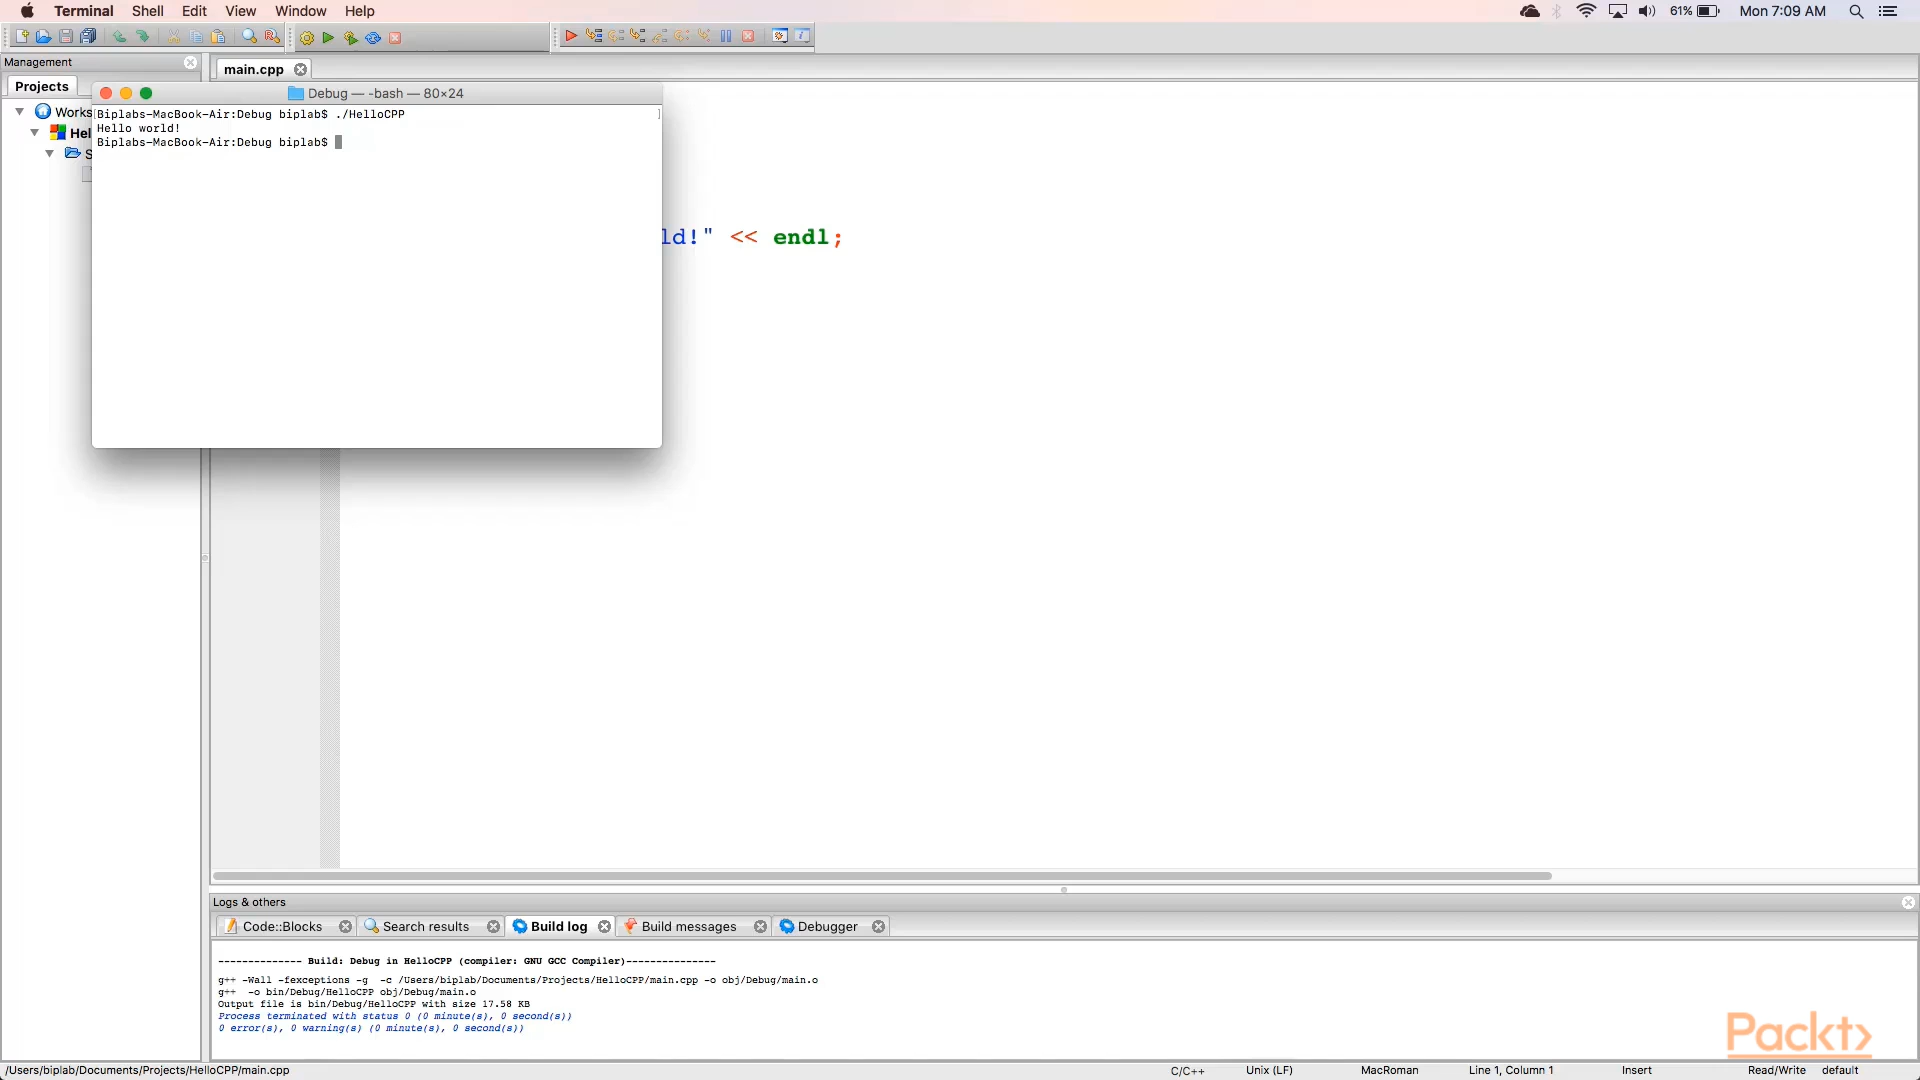 Terminal Shell Edit View Window Help
61% Mon 7:09 AM
Management
main.cpp
Projects
Debug — -bash — 80×24
Works
Biplabs-MacBook-Air:Debug biplab$ ./HelloCPP
Hel
Hello world!
Biplabs-MacBook-Air:Debug biplab$
S
ld!" << endl;
Logs & others
Code::Blocks Search results Build log Build messages Debugger
-------------- Build: Debug in HelloCPP (compiler: GNU GCC Compiler)---------------
g++ -Wall -fexceptions -g  -c /Users/biplab/Documents/Projects/HelloCPP/main.cpp -o obj/Debug/main.o
g++  -o bin/Debug/HelloCPP obj/Debug/main.o
Output file is bin/Debug/HelloCPP with size 17.58 KB
Process terminated with status 0 (0 minute(s), 0 second(s))
0 error(s), 0 warning(s) (0 minute(s), 0 second(s))
Packt>
/Users/biplab/Documents/Projects/HelloCPP/main.cpp C/C++ Unix (LF) MacRoman Line 1, Column 1 Insert Read/Write default